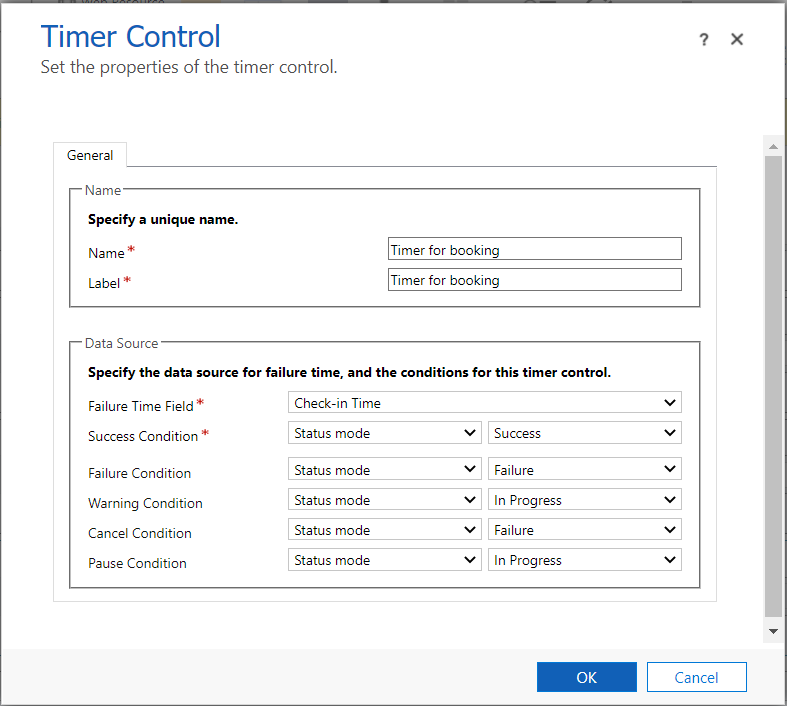 Timer Control
?
Set the properties of the timer control.
General
Name
Specify a unique name.
Name * Timer for booking
Label * Timer for booking
Data Source
Specify the data source for failure time, and the conditions for this timer control.
Failure Time Field * Check-in Time
Success Condition * Status mode Success
Failure Condition Status mode Failure
Warning Condition Status mode In Progress
Cancel Condition Status mode Failure
Pause Condition Status mode In Progress
OK Cancel